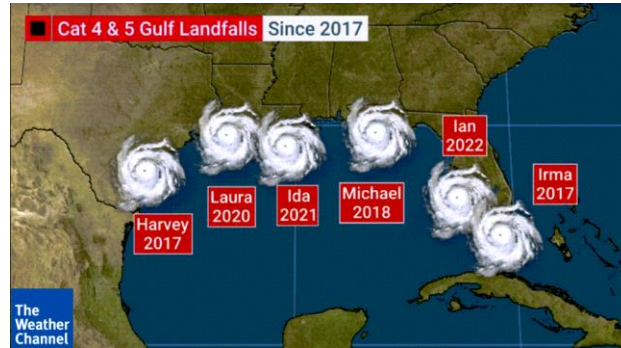 Cat 4 & 5 Gulf Landfalls Since 2017
Ian
2022
Irma
2017
Harvey
2017
Laura
2020
Ida
2021
Michael
2018
The
Weather
Channel